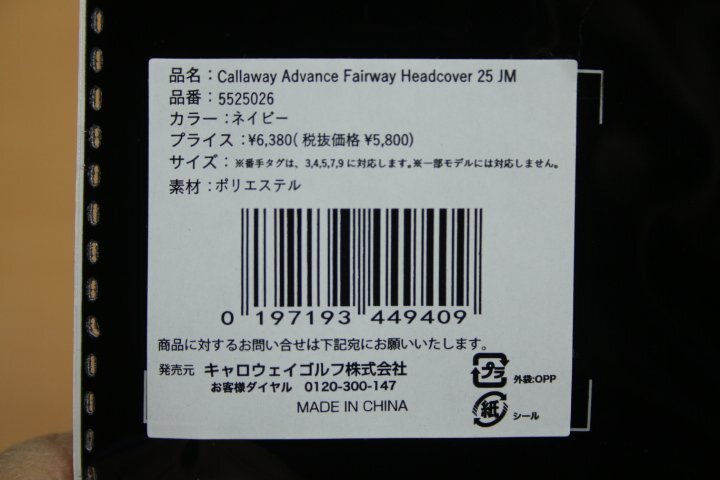 品名：Callaway Advance Fairway Headcover 25 JM
品番：5525026
カラー：ネイビー
プライス：¥6,380( 税抜価格 ¥5,800)
サイズ：※番手タグは、3,4,5,7,9 に対応します。※一部モデルには対応しません。
素材：ポリエステル
0 197193 449409
商品に対するお問い合せは下記宛にお願いいたします。
発売元 キャロウェイゴルフ株式会社
お客様ダイヤル 0120-300-147
MADE IN CHINA
プラ 外袋:OPP
紙 シール